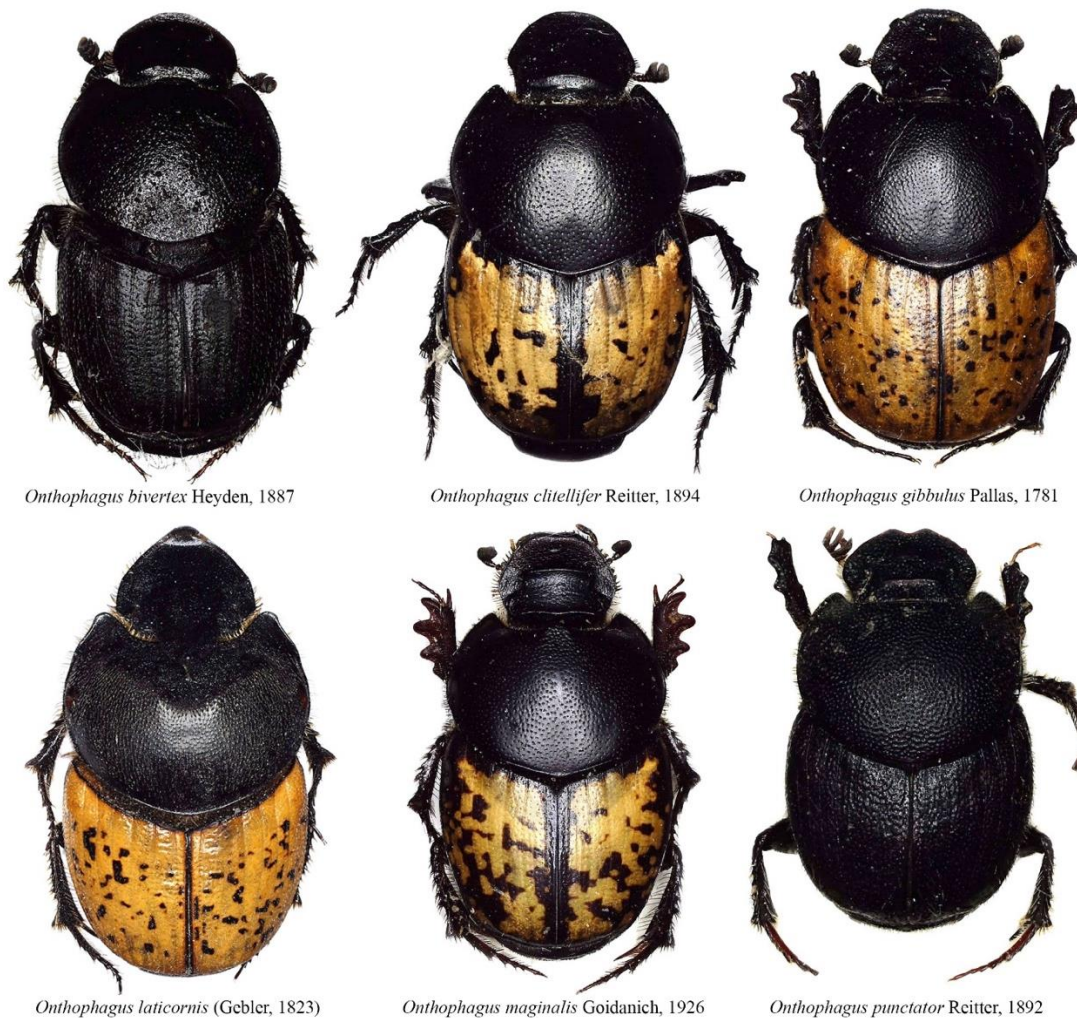 Onthophagus bivertex Heyden, 1887
Onthophagus clitellifer Reitter, 1894
Onthophagus gibbulus Pallas, 1781
Onthophagus laticornis (Gebler, 1823)
Onthophagus maginalis Goidanich, 1926
Onthophagus punctator Reitter, 1892